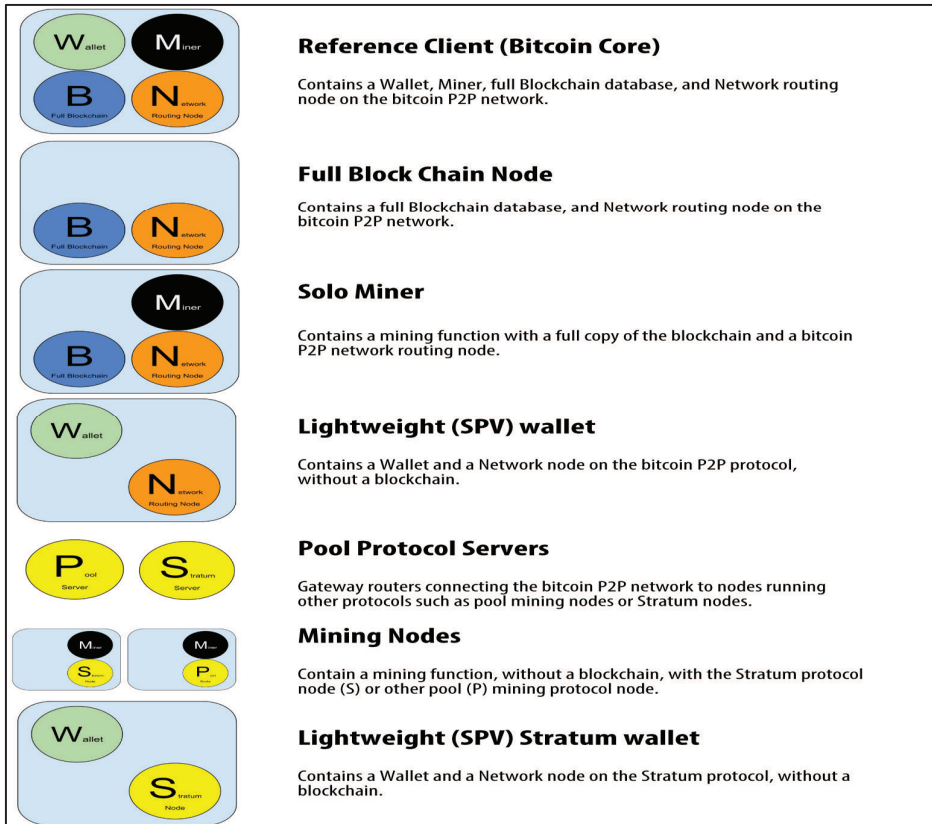 Wallet Miner
B Network
Full Blockchain Routing Node
Reference Client (Bitcoin Core)
Contains a Wallet, Miner, full Blockchain database, and Network routing
node on the bitcoin P2P network.
B Network
Full Blockchain Routing Node
Full Block Chain Node
Contains a full Blockchain database, and Network routing node on the
bitcoin P2P network.
Miner
B Network
Full Blockchain Routing Node
Solo Miner
Contains a mining function with a full copy of the blockchain and a bitcoin
P2P network routing node.
Wallet
Network
Routing Node
Lightweight (SPV) wallet
Contains a Wallet and a Network node on the bitcoin P2P protocol,
without a blockchain.
Pool Stratum
Server Server
Pool Protocol Servers
Gateway routers connecting the bitcoin P2P network to nodes running
other protocols such as pool mining nodes or Stratum nodes.
Miner Miner
Stratum Pool
Node Node
Mining Nodes
Contain a mining function, without a blockchain, with the Stratum protocol
node (S) or other pool (P) mining protocol node.
Wallet
Stratum
Node
Lightweight (SPV) Stratum wallet
Contains a Wallet and a Network node on the Stratum protocol, without a
blockchain.